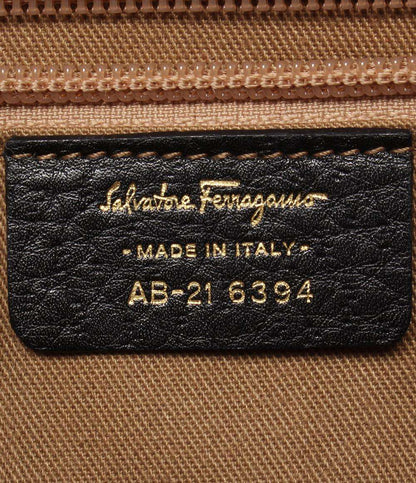 Salvatore Ferragamo
- MADE IN ITALY -
AB-21 6394